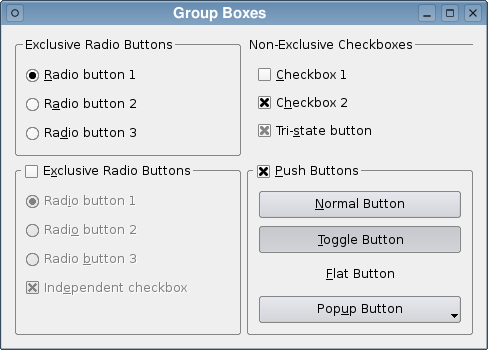 Group Boxes
Exclusive Radio Buttons
Radio button 1
Radio button 2
Radio button 3
Non-Exclusive Checkboxes
Checkbox 1
Checkbox 2
Tri-state button
Exclusive Radio Buttons
Radio button 1
Radio button 2
Radio button 3
Independent checkbox
Push Buttons
Normal Button
Toggle Button
Flat Button
Popup Button